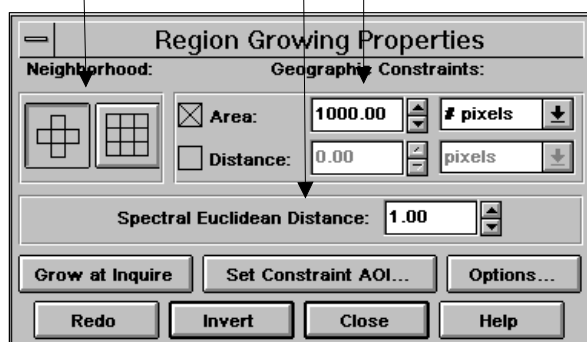 Region Growing Properties
Neighborhood: Geographic Constraints:
Area: 1000.00 # pixels
Distance: 0.00 pixels
Spectral Euclidean Distance: 1.00
Grow at Inquire Set Constraint AOI... Options...
Redo Invert Close Help